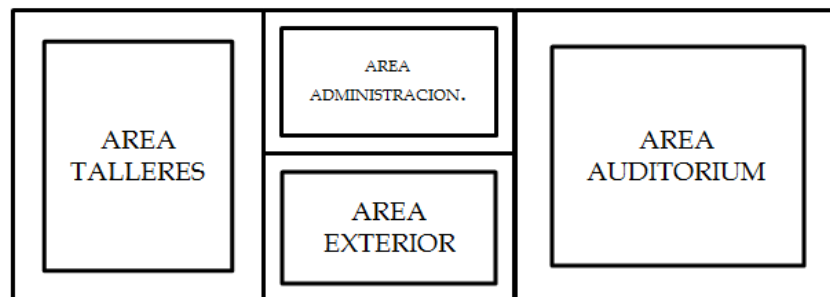 AREA
TALLERES
AREA
ADMINISTRACION.
AREA
EXTERIOR
AREA
AUDITORIUM